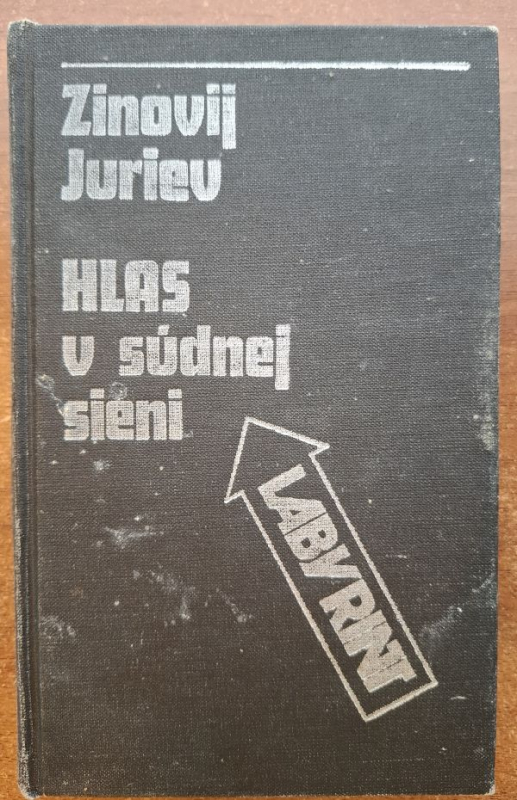 Zinovij
Juriev
HLAS
v súdnej
sieni
LABYRINT